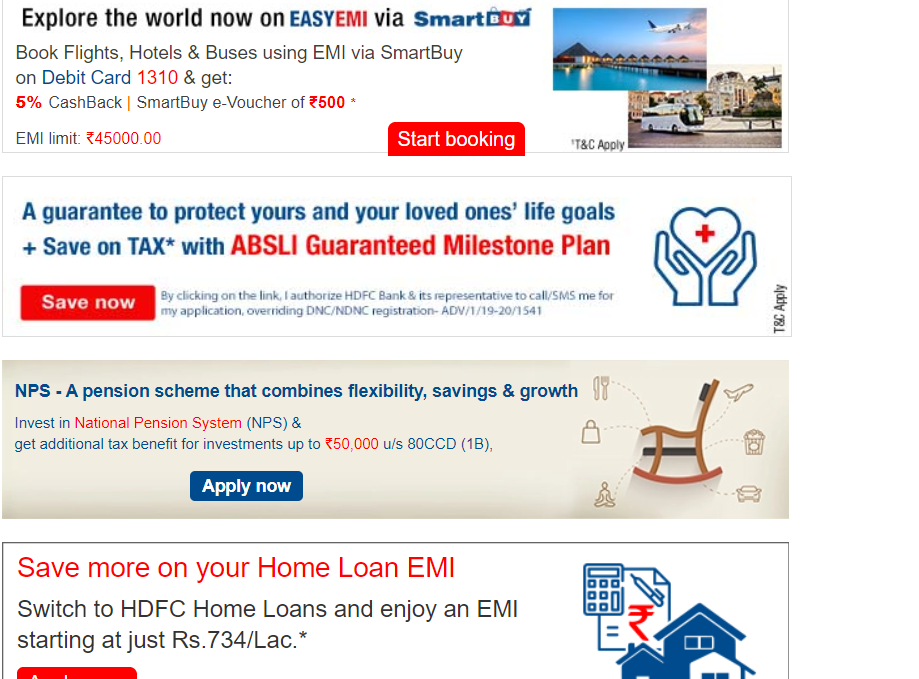 Explore the world now on EASYEMI via SmartBUY
Book Flights, Hotels & Buses using EMI via SmartBuy
on Debit Card 1310 & get:
5% CashBack | SmartBuy e-Voucher of ₹500 *
EMI limit: ₹45000.00
Start booking
*T&C Apply
A guarantee to protect yours and your loved ones' life goals
+ Save on TAX* with ABSLI Guaranteed Milestone Plan
Save now
By clicking on the link, I authorize HDFC Bank & its representative to call/SMS me for
my application, overriding DNC/NDNC registration- ADV/1/19-20/1541
T&C Apply
NPS - A pension scheme that combines flexibility, savings & growth
Invest in National Pension System (NPS) &
get additional tax benefit for investments up to ₹50,000 u/s 80CCD (1B),
Apply now
Save more on your Home Loan EMI
Switch to HDFC Home Loans and enjoy an EMI
starting at just Rs.734/Lac.*
₹